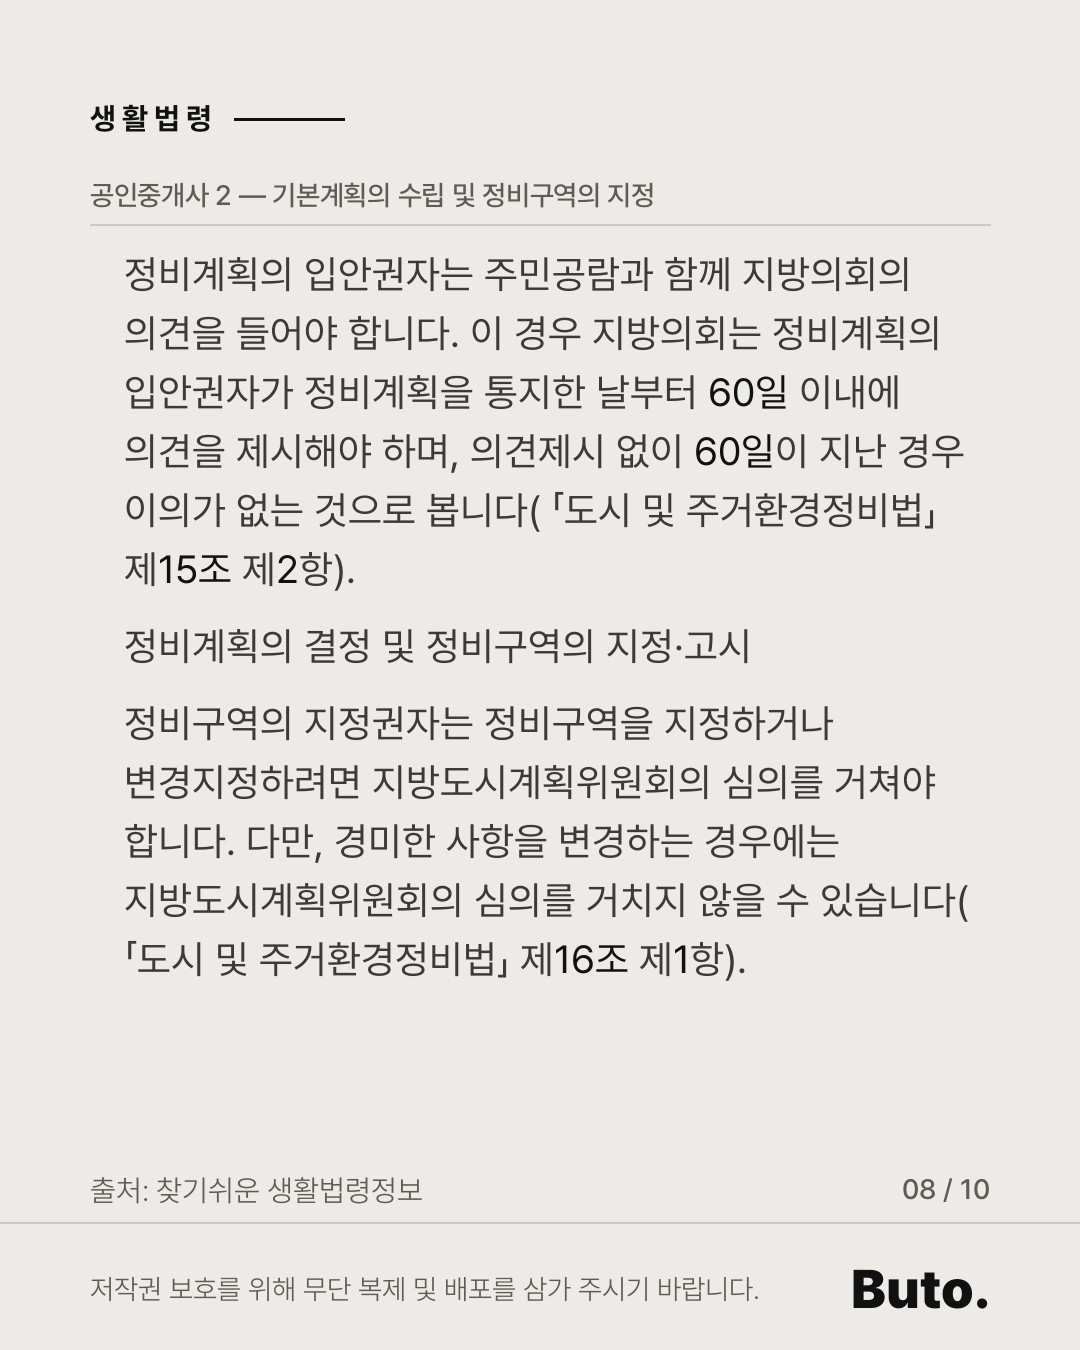 생활법령
공인중개사 2 — 기본계획의 수립 및 정비구역의 지정
정비계획의 입안권자는 주민공람과 함께 지방의회의
의견을 들어야 합니다. 이 경우 지방의회는 정비계획의
입안권자가 정비계획을 통지한 날부터 60일 이내에
의견을 제시해야 하며, 의견제시 없이 60일이 지난 경우
이의가 없는 것으로 봅니다(「도시 및 주거환경정비법」
제15조 제2항).
정비계획의 결정 및 정비구역의 지정·고시
정비구역의 지정권자는 정비구역을 지정하거나
변경지정하려면 지방도시계획위원회의 심의를 거쳐야
합니다. 다만, 경미한 사항을 변경하는 경우에는
지방도시계획위원회의 심의를 거치지 않을 수 있습니다(
「도시 및 주거환경정비법」 제16조 제1항).
출처: 찾기쉬운 생활법령정보
08 / 10
저작권 보호를 위해 무단 복제 및 배포를 삼가 주시기 바랍니다.
Buto.